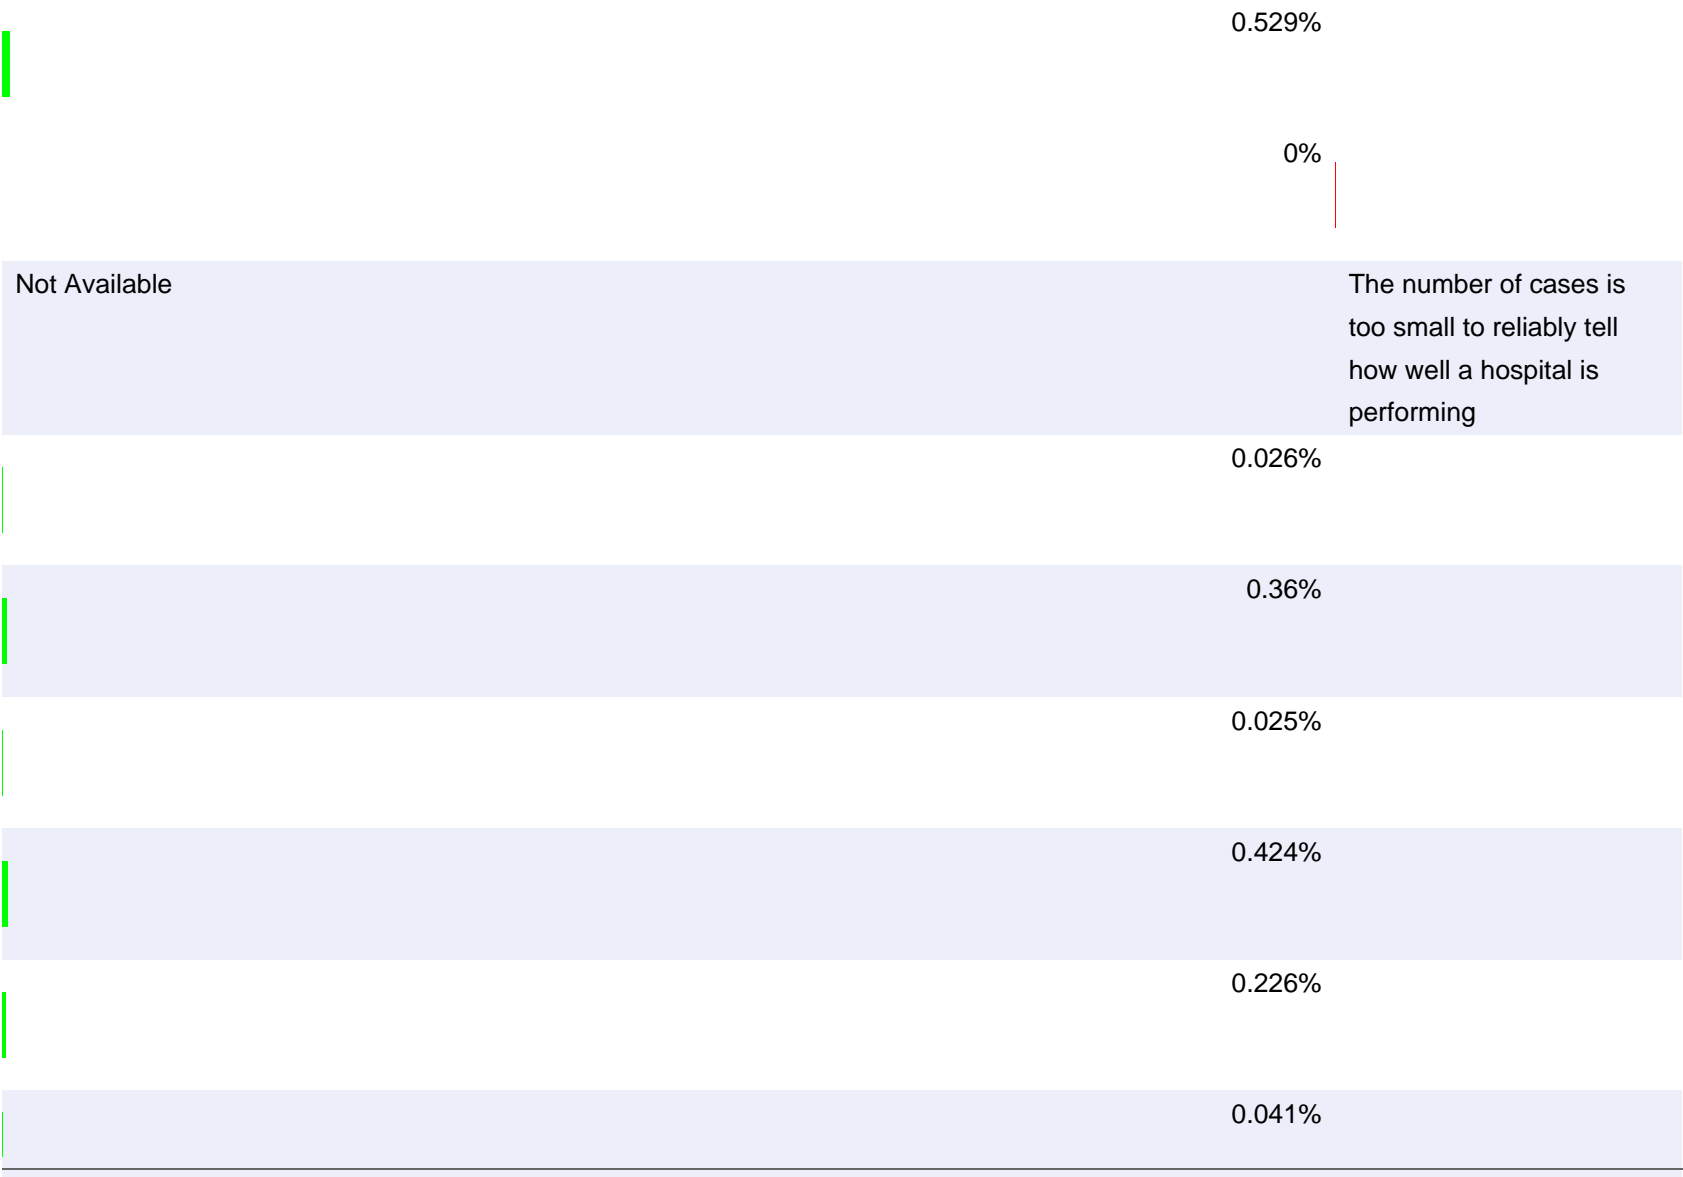 0.529%
0%
Not Available
The number of cases is
too small to reliably tell
how well a hospital is
performing
0.026%
0.36%
0.025%
0.424%
0.226%
0.041%